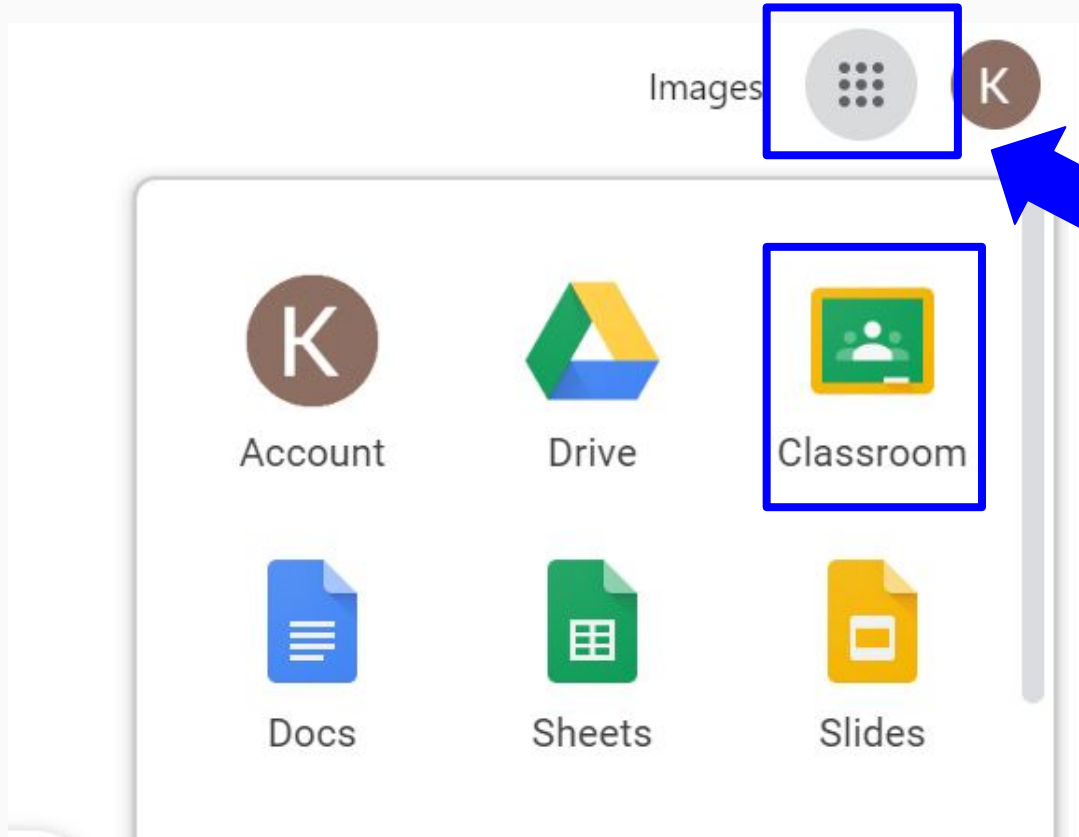 Images
K
K
Account
Drive
Classroom
Docs
Sheets
Slides